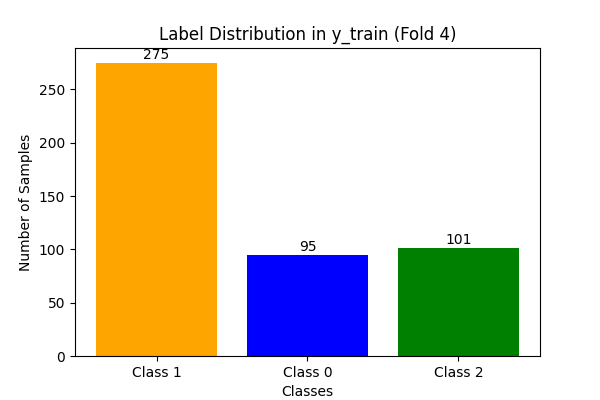 Label Distribution in y_train (Fold 4)
275
95
101
Number of Samples
250
200
150
100
50
0
Class 1
Class 0
Class 2
Classes